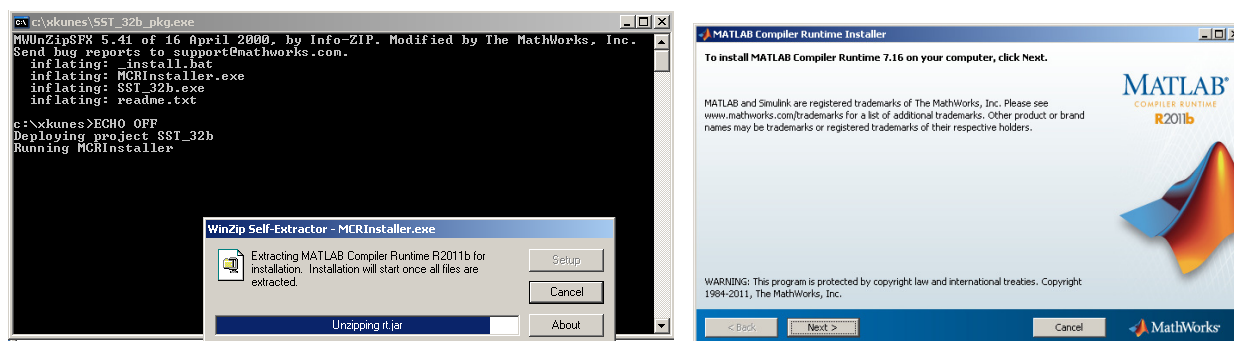 c:\xkunes\SST_32b_pkg.exe
MWUnZipSFX 5.41 of 16 April 2000, by Info-ZIP. Modified by The MathWorks, Inc.
Send bug reports to support@mathworks.com.
inflating: _install.bat
inflating: MCRInstaller.exe
inflating: SST_32b.exe
inflating: readme.txt
c:\xkunes>ECHO OFF
Deploying project SST_32b
Running MCRInstaller
WinZip Self-Extractor - MCRInstaller.exe
Extracting MATLAB Compiler Runtime R2011b for
installation. Installation will start once all files are
extracted.
Setup
Cancel
Unzipping rt.jar
About
MATLAB Compiler Runtime Installer
To install MATLAB Compiler Runtime 7.16 on your computer, click Next.
MATLAB and Simulink are registered trademarks of The MathWorks, Inc. Please see
www.mathworks.com/trademarks for a list of additional trademarks. Other product or brand
names may be trademarks or registered trademarks of their respective holders.
MATLAB®
COMPILER RUNTIME
R2011b
WARNING: This program is protected by copyright law and international treaties. Copyright
1984-2011, The MathWorks, Inc.
< Back
Next >
Cancel
MathWorks®